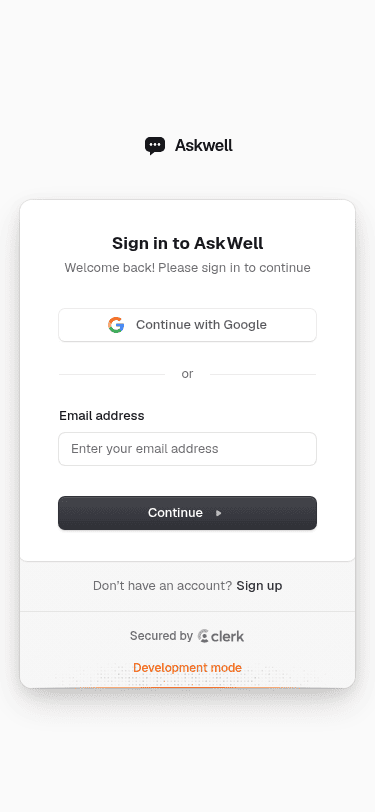 Askwell
Sign in to AskWell
Welcome back! Please sign in to continue
Continue with Google
or
Email address
Enter your email address
Continue
Don't have an account? Sign up
Secured by clerk
Development mode